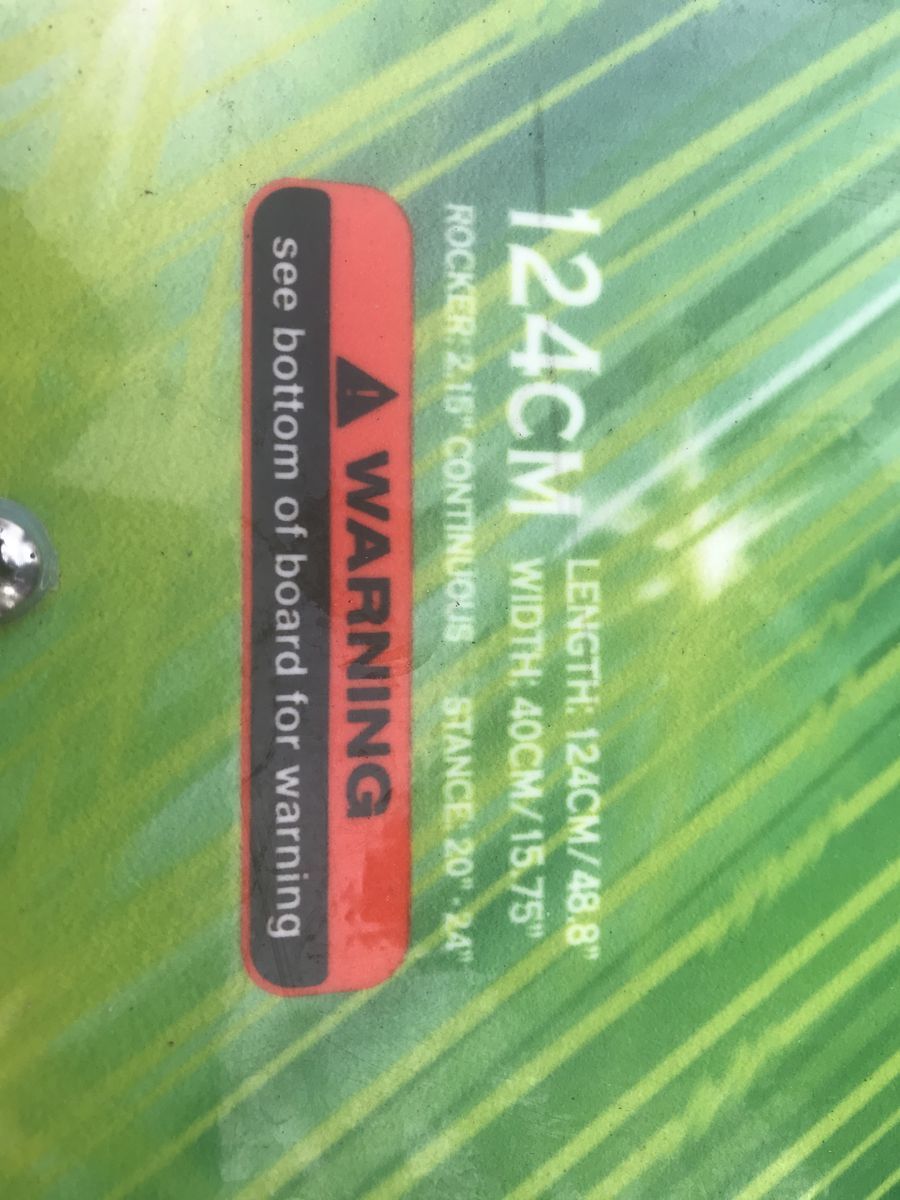 124CM
LENGTH: 124CM/48.8"
WIDTH: 40CM/15.75"
ROCKER: 2.15" CONTINUOUS STANCE: 20" - 24"
WARNING
see bottom of board for warning